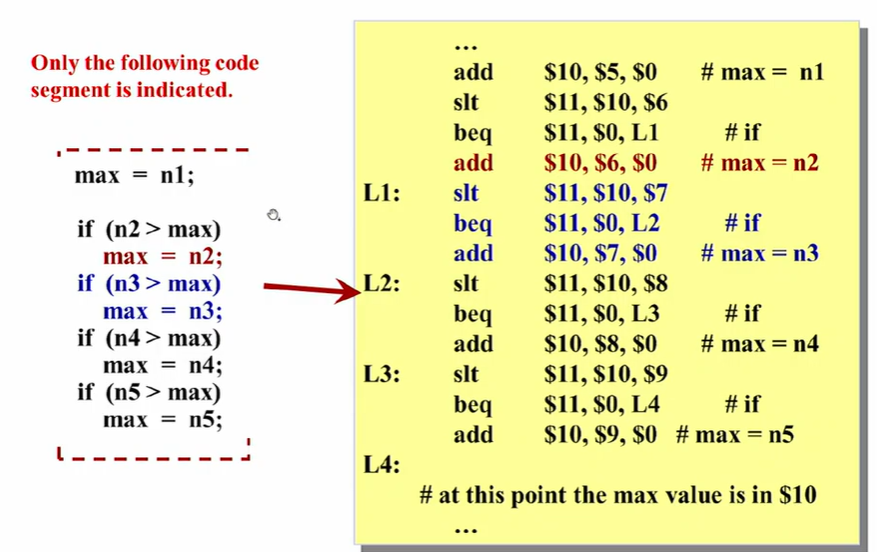 Only the following code
segment is indicated.
max = n1;
if (n2 > max)
max = n2;
if (n3 > max)
max = n3;
if (n4 > max)
max = n4;
if (n5 > max)
max = n5;
...
add $10, $5, $0 # max = n1
slt $11, $10, $6
beq $11, $0, L1 # if
add $10, $6, $0 # max = n2
L1: slt $11, $10, $7
beq $11, $0, L2 # if
add $10, $7, $0 # max = n3
L2: slt $11, $10, $8
beq $11, $0, L3 # if
add $10, $8, $0 # max = n4
L3: slt $11, $10, $9
beq $11, $0, L4 # if
add $10, $9, $0 # max = n5
L4:
# at this point the max value is in $10
...